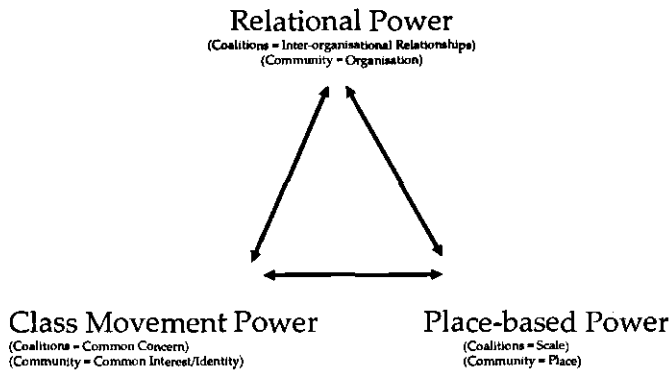 Relational Power
(Coalitions = Inter-organisational Relationships)
(Community = Organisation)
Class Movement Power
(Coalitions = Common Concern)
(Community = Common Interest/Identity)
Place-based Power
(Coalitions = Scale)
(Community = Place)